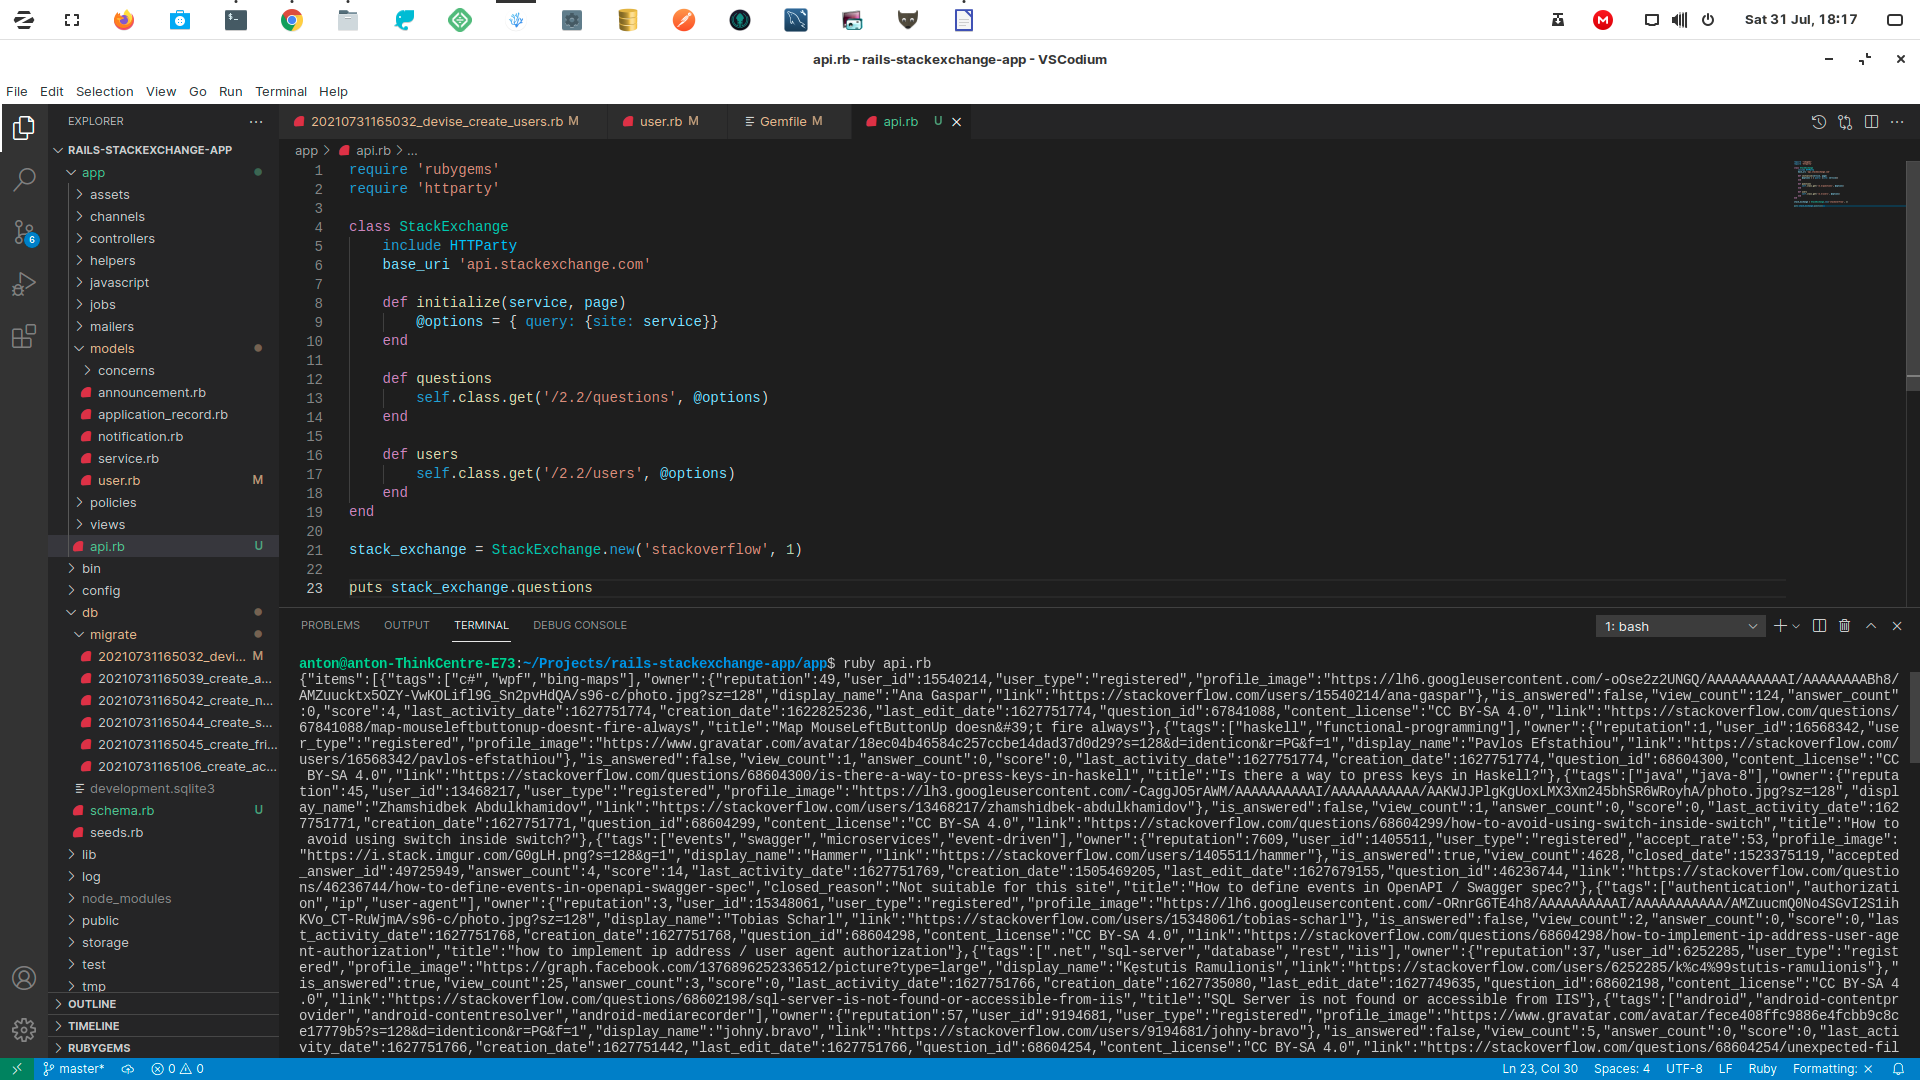 Sat 31 Jul, 18:17
api.rb - rails-stackexchange-app - VSCodium
File Edit Selection View Go Run Terminal Help
EXPLORER
RAILS-STACKEXCHANGE-APP
app
assets
channels
controllers
helpers
javascript
jobs
mailers
models
concerns
announcement.rb
application_record.rb
notification.rb
service.rb
user.rb M
policies
views
api.rb U
bin
config
db
migrate
20210731165032_devi... M
20210731165039_create_a...
20210731165042_create_n...
20210731165044_create_s...
20210731165045_create_fri...
20210731165106_create_ac...
development.sqlite3
schema.rb U
seeds.rb
lib
log
node_modules
public
storage
test
tmp
OUTLINE
TIMELINE
RUBYGEMS
6
20210731165032_devise_create_users.rb M
user.rb M
Gemfile M
api.rb U
app > api.rb > ...
1 require 'rubygems'
2 require 'httparty'
3
4 class StackExchange
5 include HTTParty
6 base_uri 'api.stackexchange.com'
7
8 def initialize(service, page)
9 @options = { query: {site: service}}
10 end
11
12 def questions
13 self.class.get('/2.2/questions', @options)
14 end
15
16 def users
17 self.class.get('/2.2/users', @options)
18 end
19 end
20
21 stack_exchange = StackExchange.new('stackoverflow', 1)
22
23 puts stack_exchange.questions
PROBLEMS OUTPUT TERMINAL DEBUG CONSOLE
1: bash
anton@anton-ThinkCentre-E73:~/Projects/rails-stackexchange-app/app$ ruby api.rb
{"items":[{"tags":["c#","wpf","bing-maps"],"owner":{"reputation":49,"user_id":15540214,"user_type":"registered","profile_image":"https://lh6.googleusercontent.com/-oOse2z2UNGQ/AAAAAAAAAAI/AAAAAAAABh8/
AMZuucktx5OZY-VwKOLifl9G_Sn2pvHdQA/s96-c/photo.jpg?sz=128","display_name":"Ana Gaspar","link":"https://stackoverflow.com/users/15540214/ana-gaspar"},"is_answered":false,"view_count":124,"answer_count"
:0,"score":4,"last_activity_date":1627751774,"creation_date":1622825236,"last_edit_date":1627751774,"question_id":67841088,"content_license":"CC BY-SA 4.0","link":"https://stackoverflow.com/questions/
67841088/map-mouseleftbuttonup-doesnt-fire-always","title":"Map MouseLeftButtonUp doesn&#39;t fire always"},{"tags":["haskell","functional-programming"],"owner":{"reputation":1,"user_id":16568342,"use
r_type":"registered","profile_image":"https://www.gravatar.com/avatar/18ec04b46584c257ccbe14dad37d0d29?s=128&d=identicon&r=PG&f=1","display_name":"Pavlos Efstathiou","link":"https://stackoverflow.com/
users/16568342/pavlos-efstathiou"},"is_answered":false,"view_count":1,"answer_count":0,"score":0,"last_activity_date":1627751774,"creation_date":1627751774,"question_id":68604300,"content_license":"CC
BY-SA 4.0","link":"https://stackoverflow.com/questions/68604300/is-there-a-way-to-press-keys-in-haskell","title":"Is there a way to press keys in Haskell?"},{"tags":["java","java-8"],"owner":{"reputa
tion":45,"user_id":13468217,"user_type":"registered","profile_image":"https://lh3.googleusercontent.com/-CaggJO5rAWM/AAAAAAAAAAI/AAAAAAAAAAA/AAKWJJPlgKgUoxLMX3Xm245bhSR6WRoyhA/photo.jpg?sz=128","displ
ay_name":"Zhamshidbek Abdulkhamidov","link":"https://stackoverflow.com/users/13468217/zhamshidbek-abdulkhamidov"},"is_answered":false,"view_count":1,"answer_count":0,"score":0,"last_activity_date":162
7751771,"creation_date":1627751771,"question_id":68604299,"content_license":"CC BY-SA 4.0","link":"https://stackoverflow.com/questions/68604299/how-to-avoid-using-switch-inside-switch","title":"How to
avoid using switch inside switch?"},{"tags":["events","swagger","microservices","event-driven"],"owner":{"reputation":7609,"user_id":1405511,"user_type":"registered","accept_rate":53,"profile_image":
"https://i.stack.imgur.com/G0gLH.png?s=128&g=1","display_name":"Hammer","link":"https://stackoverflow.com/users/1405511/hammer"},"is_answered":true,"view_count":4628,"closed_date":1523375119,"accepted
_answer_id":49725949,"answer_count":4,"score":14,"last_activity_date":1627751769,"creation_date":1505469205,"last_edit_date":1627679155,"question_id":46236744,"link":"https://stackoverflow.com/questio
ns/46236744/how-to-define-events-in-openapi-swagger-spec","closed_reason":"Not suitable for this site","title":"How to define events in OpenAPI / Swagger spec?"},{"tags":["authentication","authorizati
on","ip","user-agent"],"owner":{"reputation":3,"user_id":15348061,"user_type":"registered","profile_image":"https://lh6.googleusercontent.com/-ORnrG6TE4h8/AAAAAAAAAAI/AAAAAAAAAAA/AMZuucmQ0No4SGvI2S1ih
KVo_CT-RuWjmA/s96-c/photo.jpg?sz=128","display_name":"Tobias Scharl","link":"https://stackoverflow.com/users/15348061/tobias-scharl"},"is_answered":false,"view_count":2,"answer_count":0,"score":0,"las
t_activity_date":1627751768,"creation_date":1627751768,"question_id":68604298,"content_license":"CC BY-SA 4.0","link":"https://stackoverflow.com/questions/68604298/how-to-implement-ip-address-user-age
nt-authorization","title":"how to implement ip address / user agent authorization"},{"tags":[".net","sql-server","database","rest","iis"],"owner":{"reputation":37,"user_id":6252285,"user_type":"regist
ered","profile_image":"https://graph.facebook.com/1376896252336512/picture?type=large","display_name":"Kęstutis Ramulionis","link":"https://stackoverflow.com/users/6252285/k%c4%99stutis-ramulionis"},"
is_answered":true,"view_count":25,"answer_count":3,"score":0,"last_activity_date":1627751766,"creation_date":1627735080,"last_edit_date":1627749635,"question_id":68602198,"content_license":"CC BY-SA 4
.0","link":"https://stackoverflow.com/questions/68602198/sql-server-is-not-found-or-accessible-from-iis","title":"SQL Server is not found or accessible from IIS"},{"tags":["android","android-contentpr
ovider","android-contentresolver","android-mediarecorder"],"owner":{"reputation":57,"user_id":9194681,"user_type":"registered","profile_image":"https://www.gravatar.com/avatar/fece408ffc9886e4fcbb9c8c
e17779b5?s=128&d=identicon&r=PG&f=1","display_name":"johny.bravo","link":"https://stackoverflow.com/users/9194681/johny-bravo"},"is_answered":false,"view_count":5,"answer_count":0,"score":0,"last_acti
vity_date":1627751766,"creation_date":1627751442,"last_edit_date":1627751766,"question_id":68604254,"content_license":"CC BY-SA 4.0","link":"https://stackoverflow.com/questions/68604254/unexpected-fil
master* 0 0 Ln 23, Col 30 Spaces: 4 UTF-8 LF Ruby Formatting: ×